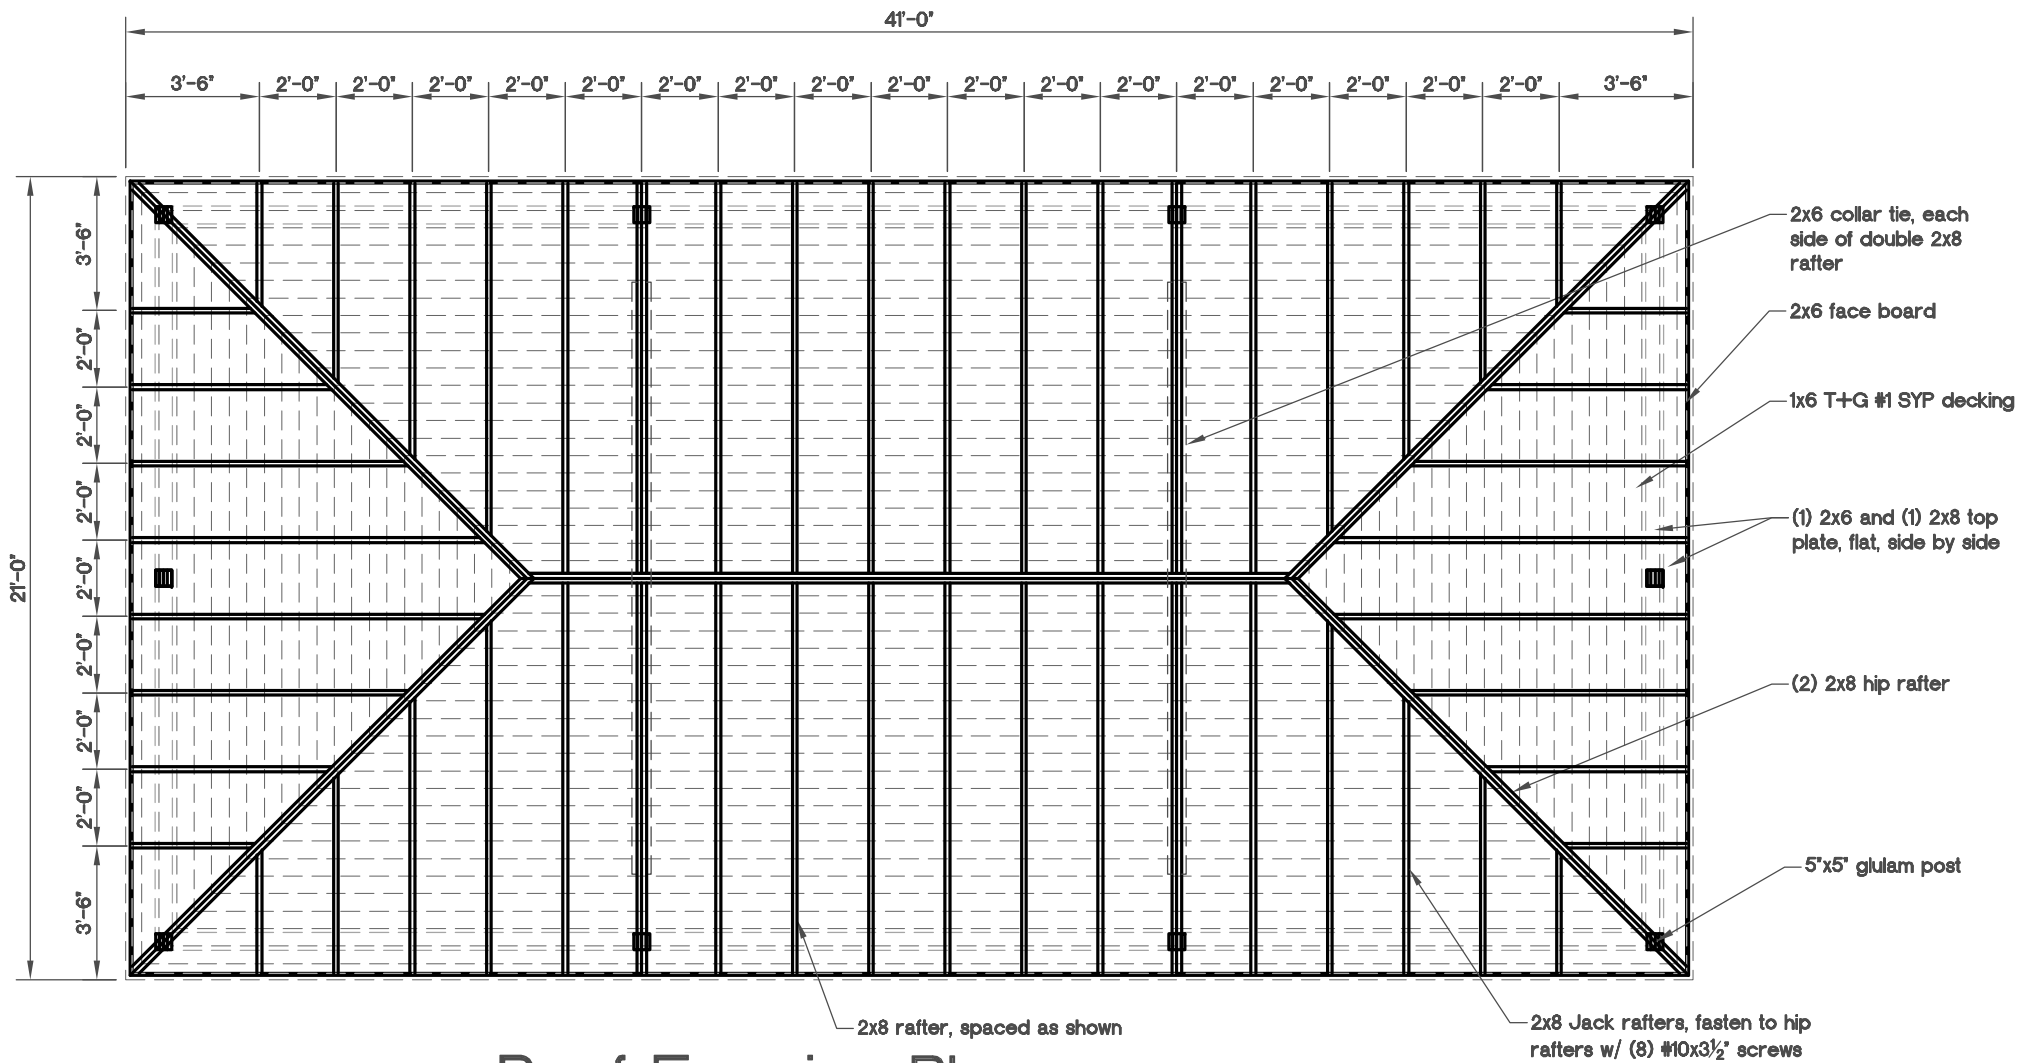 41'-0"
3'-6" 2'-0" 2'-0" 2'-0" 2'-0" 2'-0" 2'-0" 2'-0" 2'-0" 2'-0" 2'-0" 2'-0" 2'-0" 2'-0" 2'-0" 2'-0" 2'-0" 2'-0" 3'-6"
21'-0"
3'-6"
2'-0"
2'-0"
2'-0"
2'-0"
2'-0"
2'-0"
2'-0"
3'-6"
2x6 collar tie, each
side of double 2x8
rafter
2x6 face board
1x6 T+G #1 SYP decking
(1) 2x6 and (1) 2x8 top
plate, flat, side by side
(2) 2x8 hip rafter
5"x5" glulam post
2x8 rafter, spaced as shown
2x8 Jack rafters, fasten to hip
rafters w/ (8) #10x3½" screws